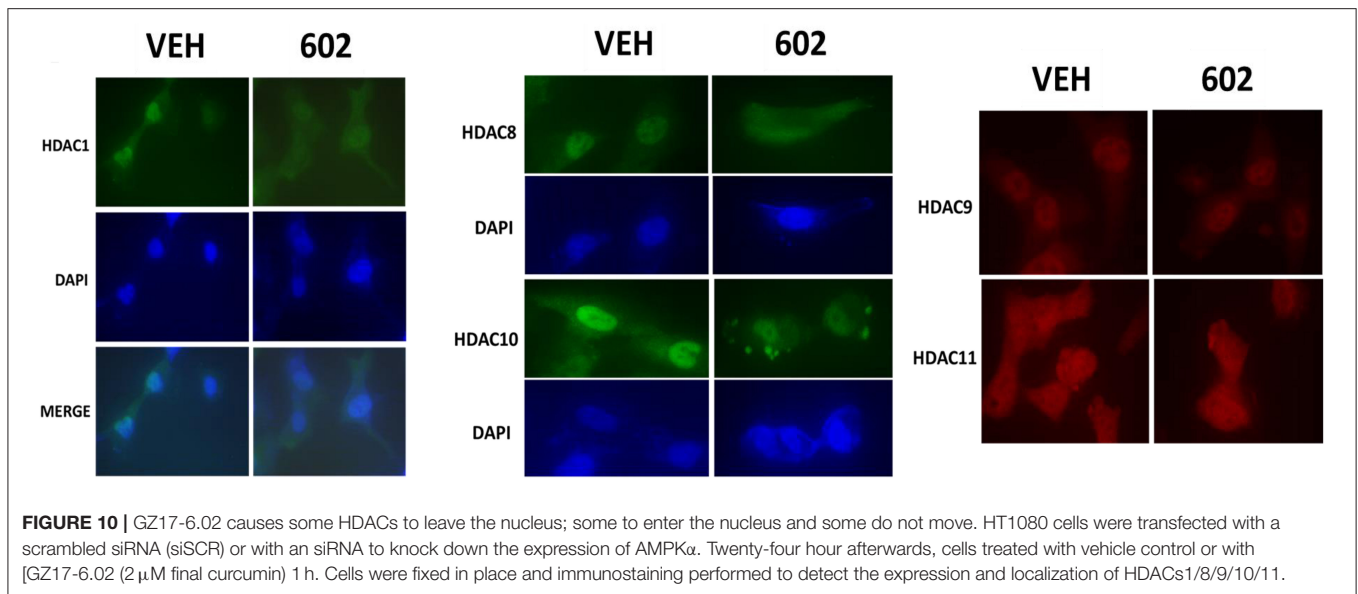 VEH 602
HDAC1
DAPI
MERGE
VEH 602
HDAC8
DAPI
HDAC10
DAPI
VEH 602
HDAC9
HDAC11
FIGURE 10 | GZ17-6.02 causes some HDACs to leave the nucleus; some to enter the nucleus and some do not move. HT1080 cells were transfected with a
scrambled siRNA (siSCR) or with an siRNA to knock down the expression of AMPKα. Twenty-four hour afterwards, cells treated with vehicle control or with
[GZ17-6.02 (2 μM final curcumin) 1 h. Cells were fixed in place and immunostaining performed to detect the expression and localization of HDACs1/8/9/10/11.